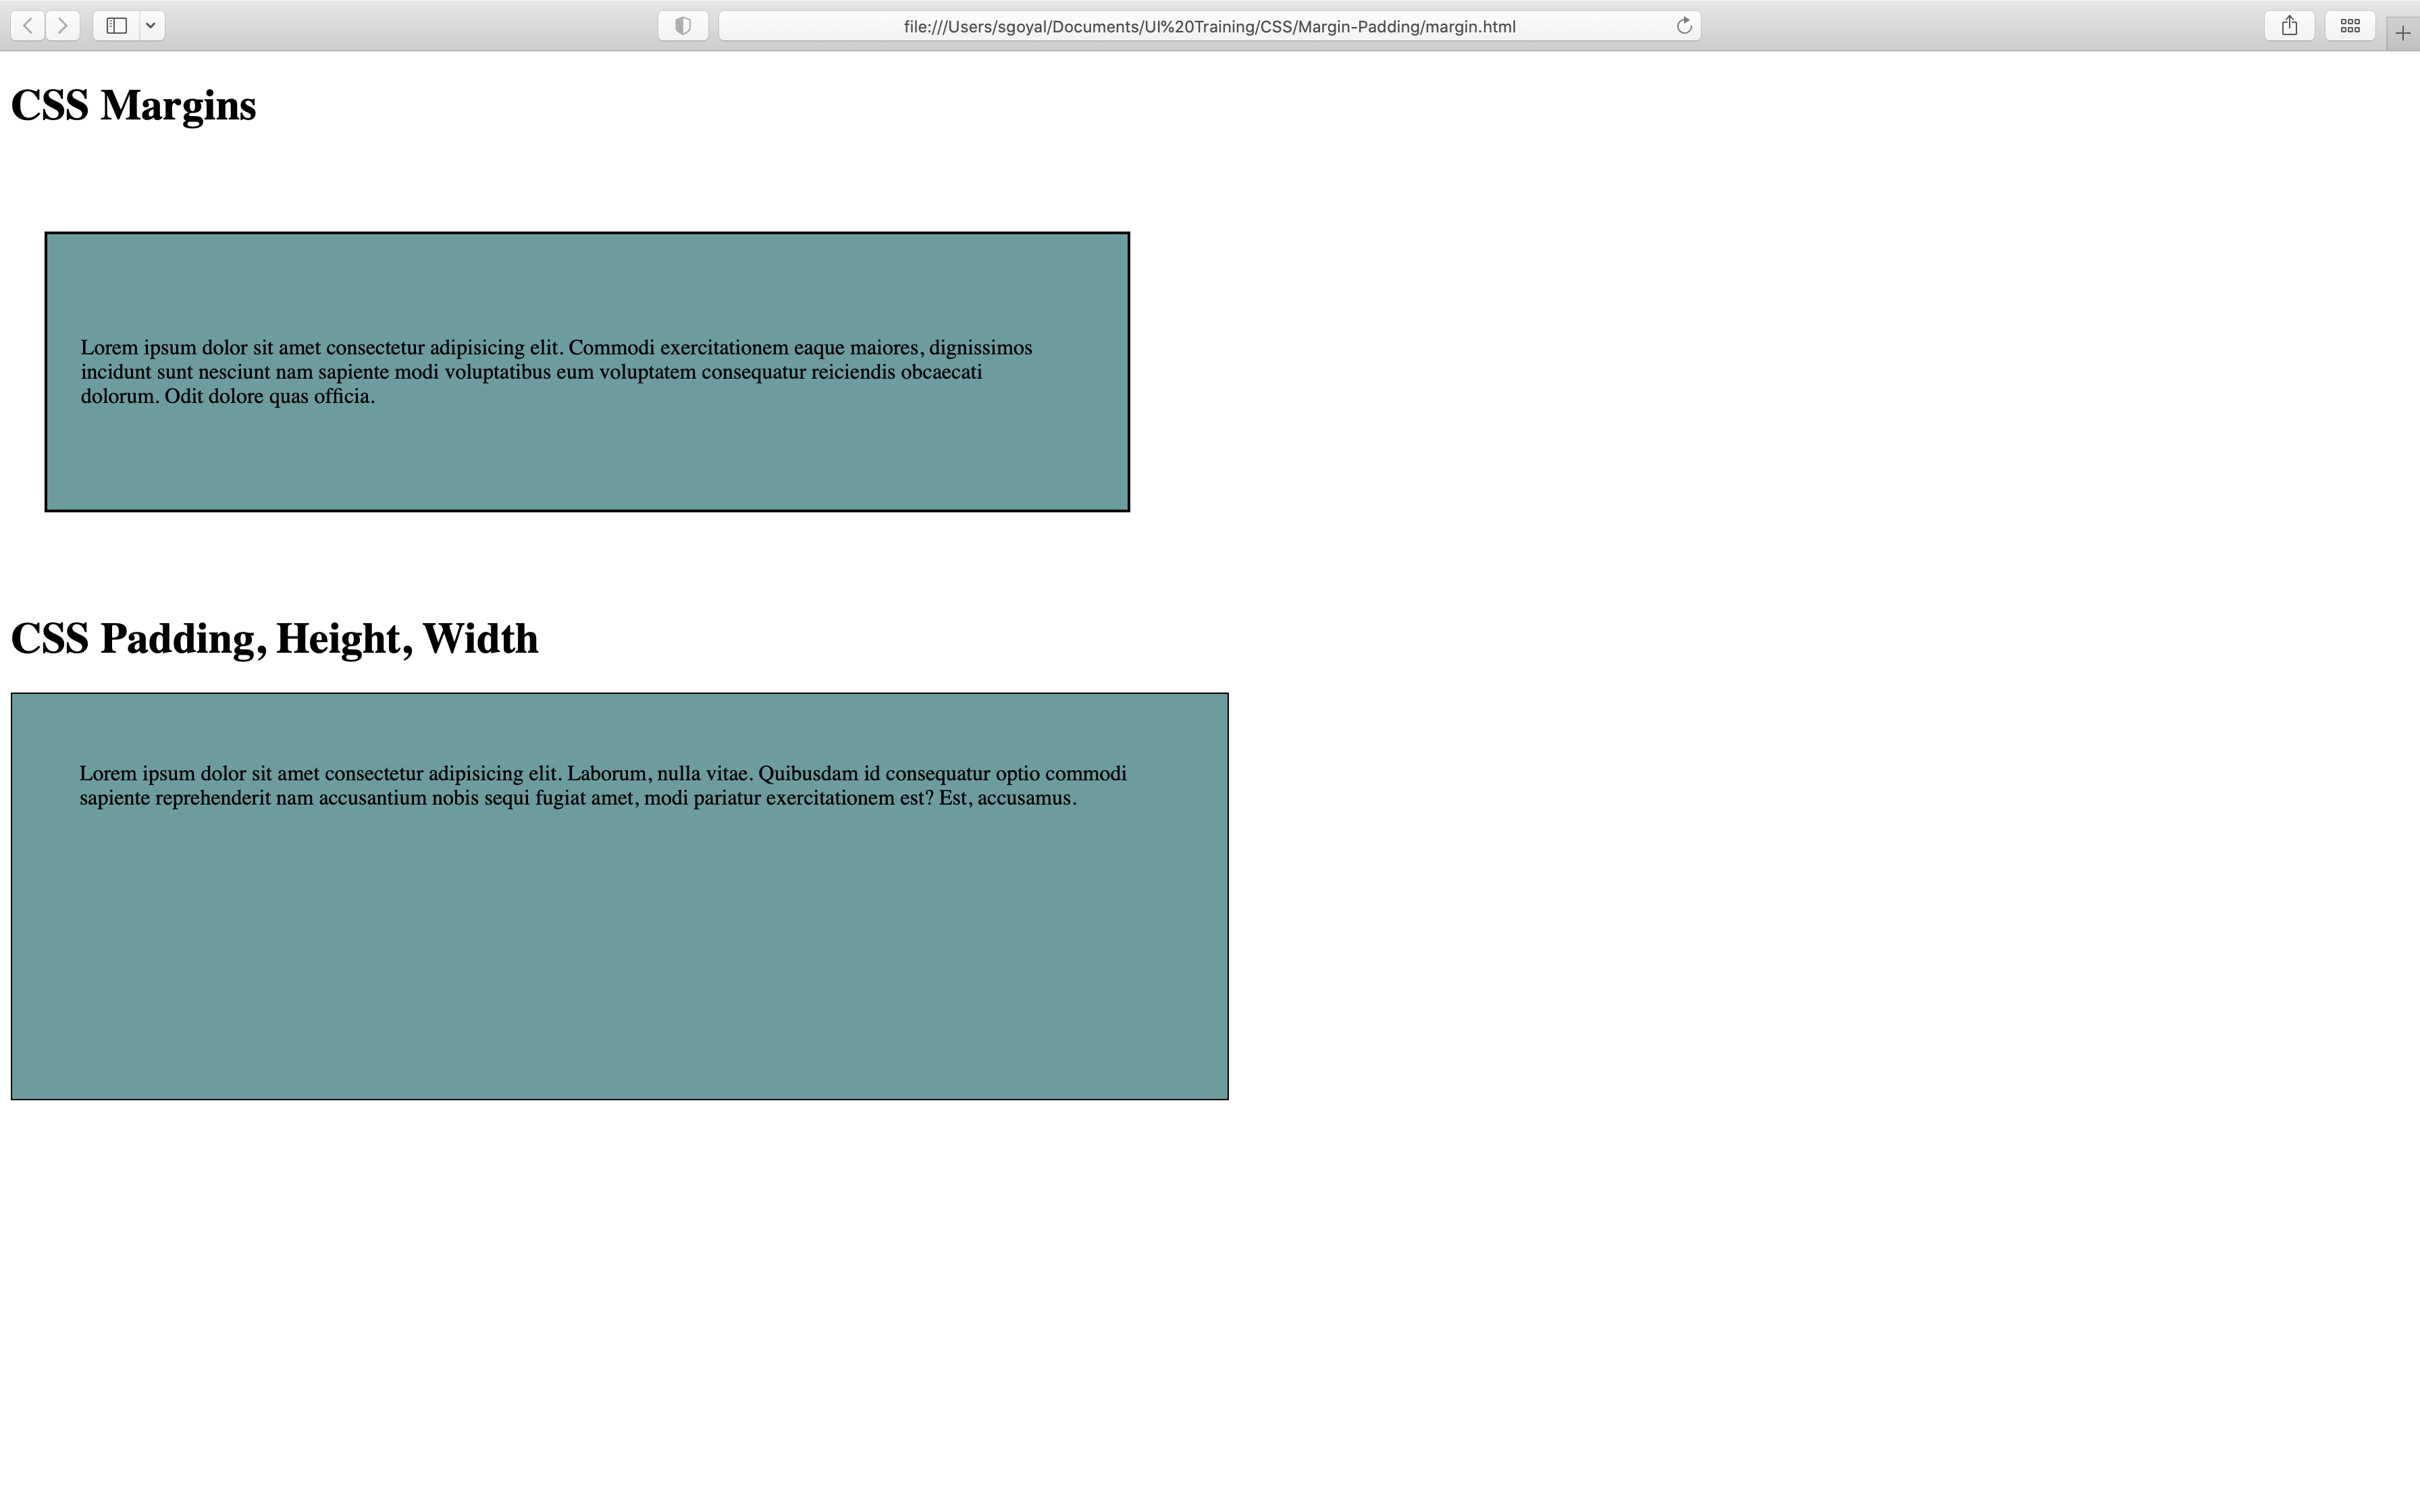 file:///Users/sgoyal/Documents/UI%20Training/CSS/Margin-Padding/margin.html
CSS Margins
Lorem ipsum dolor sit amet consectetur adipisicing elit. Commodi exercitationem eaque maiores, dignissimos
incidunt sunt nesciunt nam sapiente modi voluptatibus eum voluptatem consequatur reiciendis obcaecati
dolorum. Odit dolore quas officia.
CSS Padding, Height, Width
Lorem ipsum dolor sit amet consectetur adipisicing elit. Laborum, nulla vitae. Quibusdam id consequatur optio commodi
sapiente reprehenderit nam accusantium nobis sequi fugiat amet, modi pariatur exercitationem est? Est, accusamus.